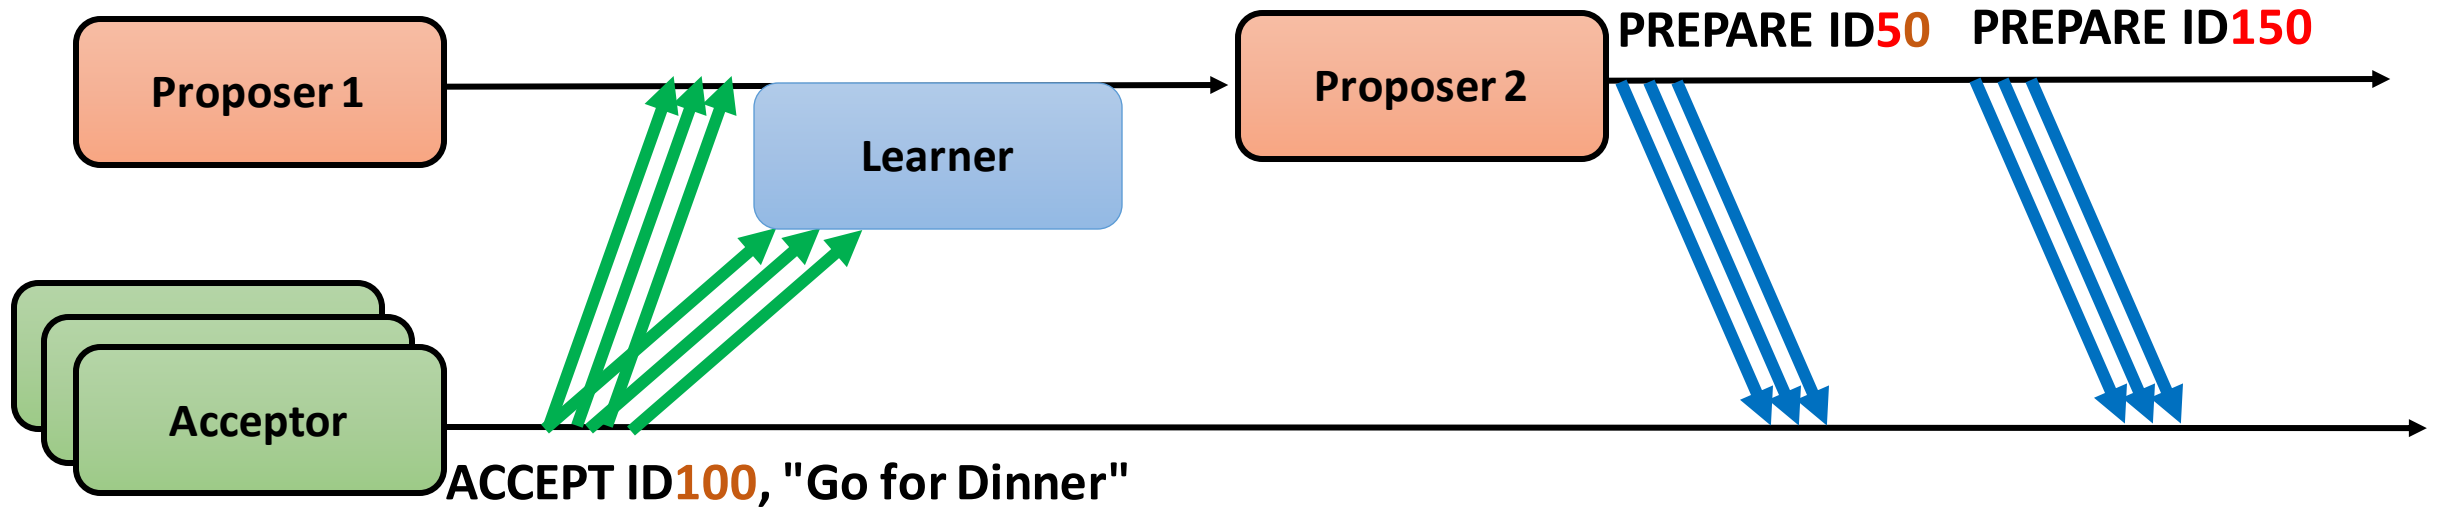 Proposer 1
Learner
Proposer 2
PREPARE ID50
PREPARE ID150
Acceptor
ACCEPT ID100, "Go for Dinner"